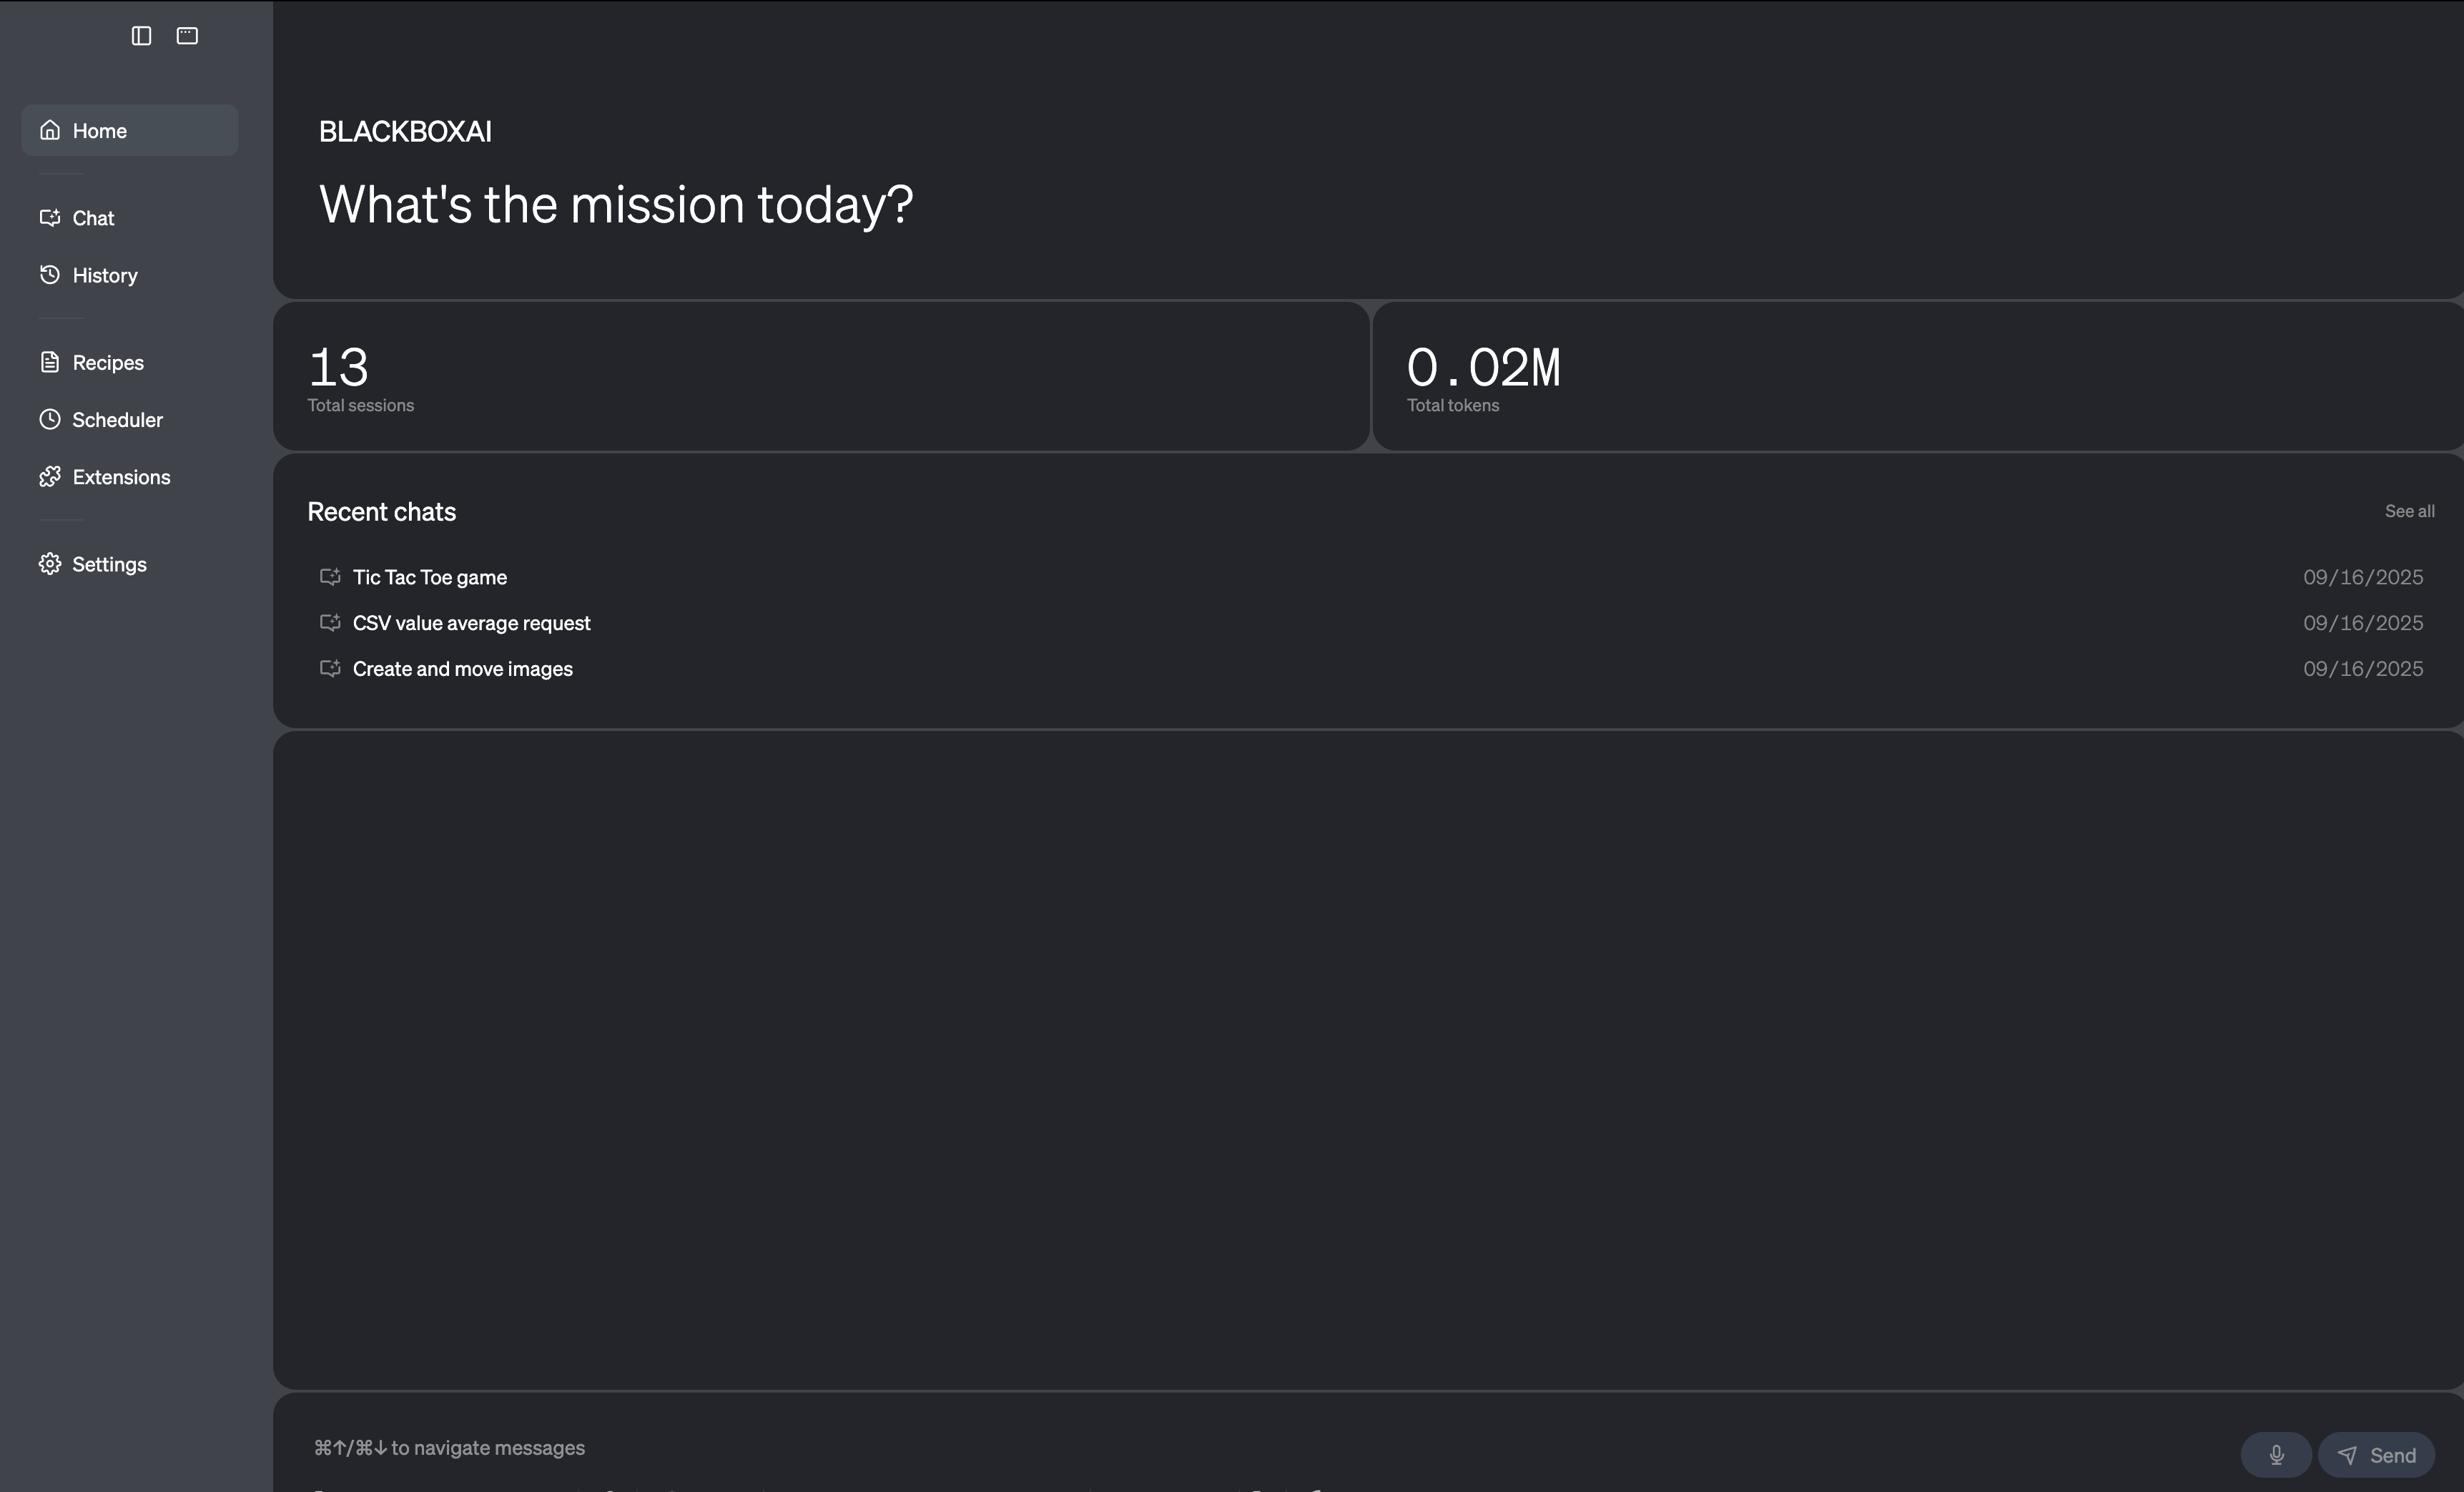 Home
Chat
History
Recipes
Scheduler
Extensions
Settings
BLACKBOXAI
What's the mission today?
13
Total sessions
0.02M
Total tokens
Recent chats
See all
Tic Tac Toe game 09/16/2025
CSV value average request 09/16/2025
Create and move images 09/16/2025
⌘↑/⌘↓ to navigate messages
Send